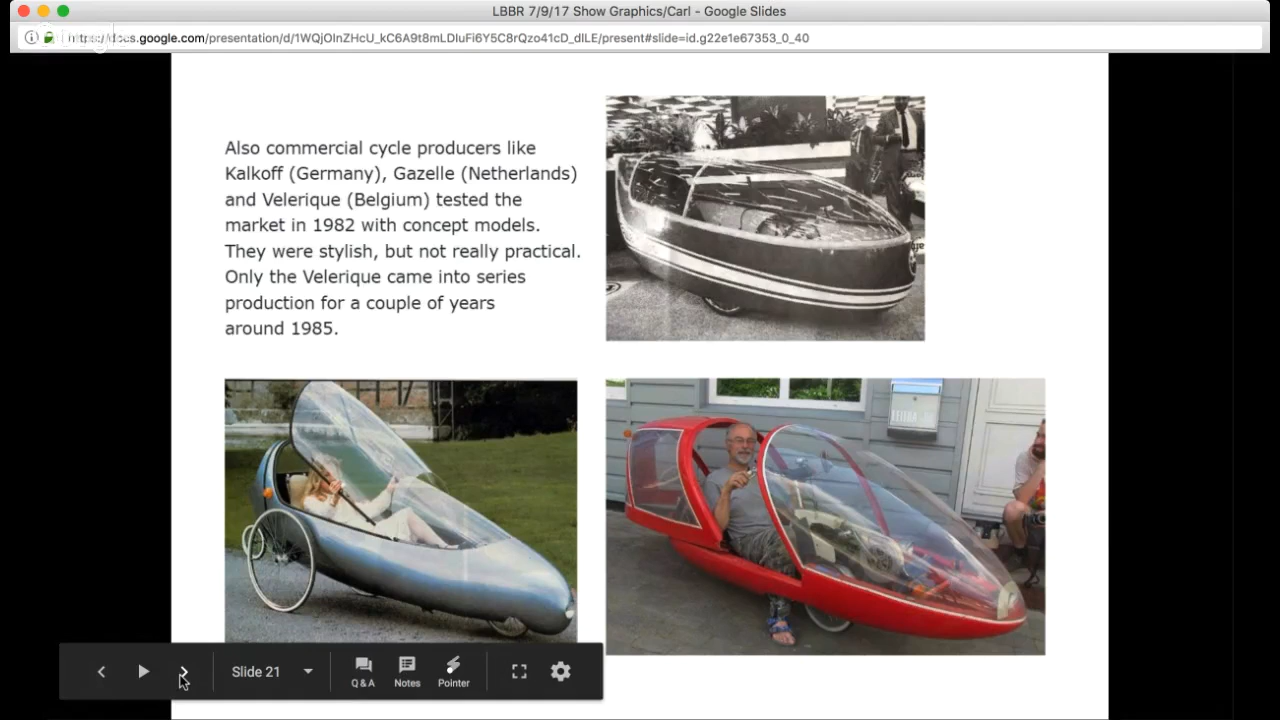 LBBR 7/9/17 Show Graphics/Carl - Google Slides
https://docs.google.com/presentation/d/1WQjOInZHcU_kC6A9t8mLDIuFi6Y5C8rQzo41cD_dILE/present#slide=id.g22e1e67353_0_40
Also commercial cycle producers like
Kalkoff (Germany), Gazelle (Netherlands)
and Velerique (Belgium) tested the
market in 1982 with concept models.
They were stylish, but not really practical.
Only the Velerique came into series
production for a couple of years
around 1985.
Slide 21
Q & A
Notes
Pointer